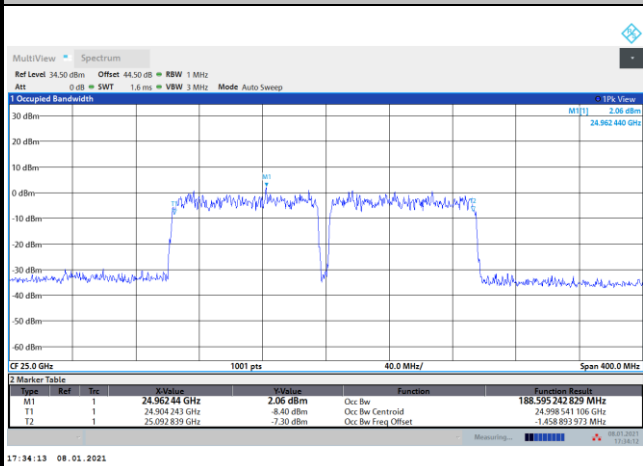 MultiView Spectrum
Ref Level 34.50 dBm Offset 44.50 dB RBW 1 MHz
Att 0 dB SWT 1.6 ms VBW 3 MHz Mode Auto Sweep
1 Occupied Bandwidth 1Pk View
M1[1] 2.06 dBm
24.962 440 GHz
30 dBm
20 dBm
10 dBm
M1
0 dBm
-10 dBm
-20 dBm
-30 dBm
-40 dBm
-50 dBm
-60 dBm
CF 25.0 GHz 1001 pts 40.0 MHz/ Span 400.0 MHz
2 Marker Table
Type Ref Trc X-Value Y-Value Function Function Result
M1 1 24.962 44 GHz 2.06 dBm Occ Bw 188.595 242 829 MHz
T1 1 24.904 243 GHz -8.40 dBm Occ Bw Centroid 24.998 541 106 GHz
T2 1 25.092 839 GHz -7.30 dBm Occ Bw Freq Offset -1.458 893 973 MHz
Measuring... 08.01.2021
17:34:12
17:34:13 08.01.2021